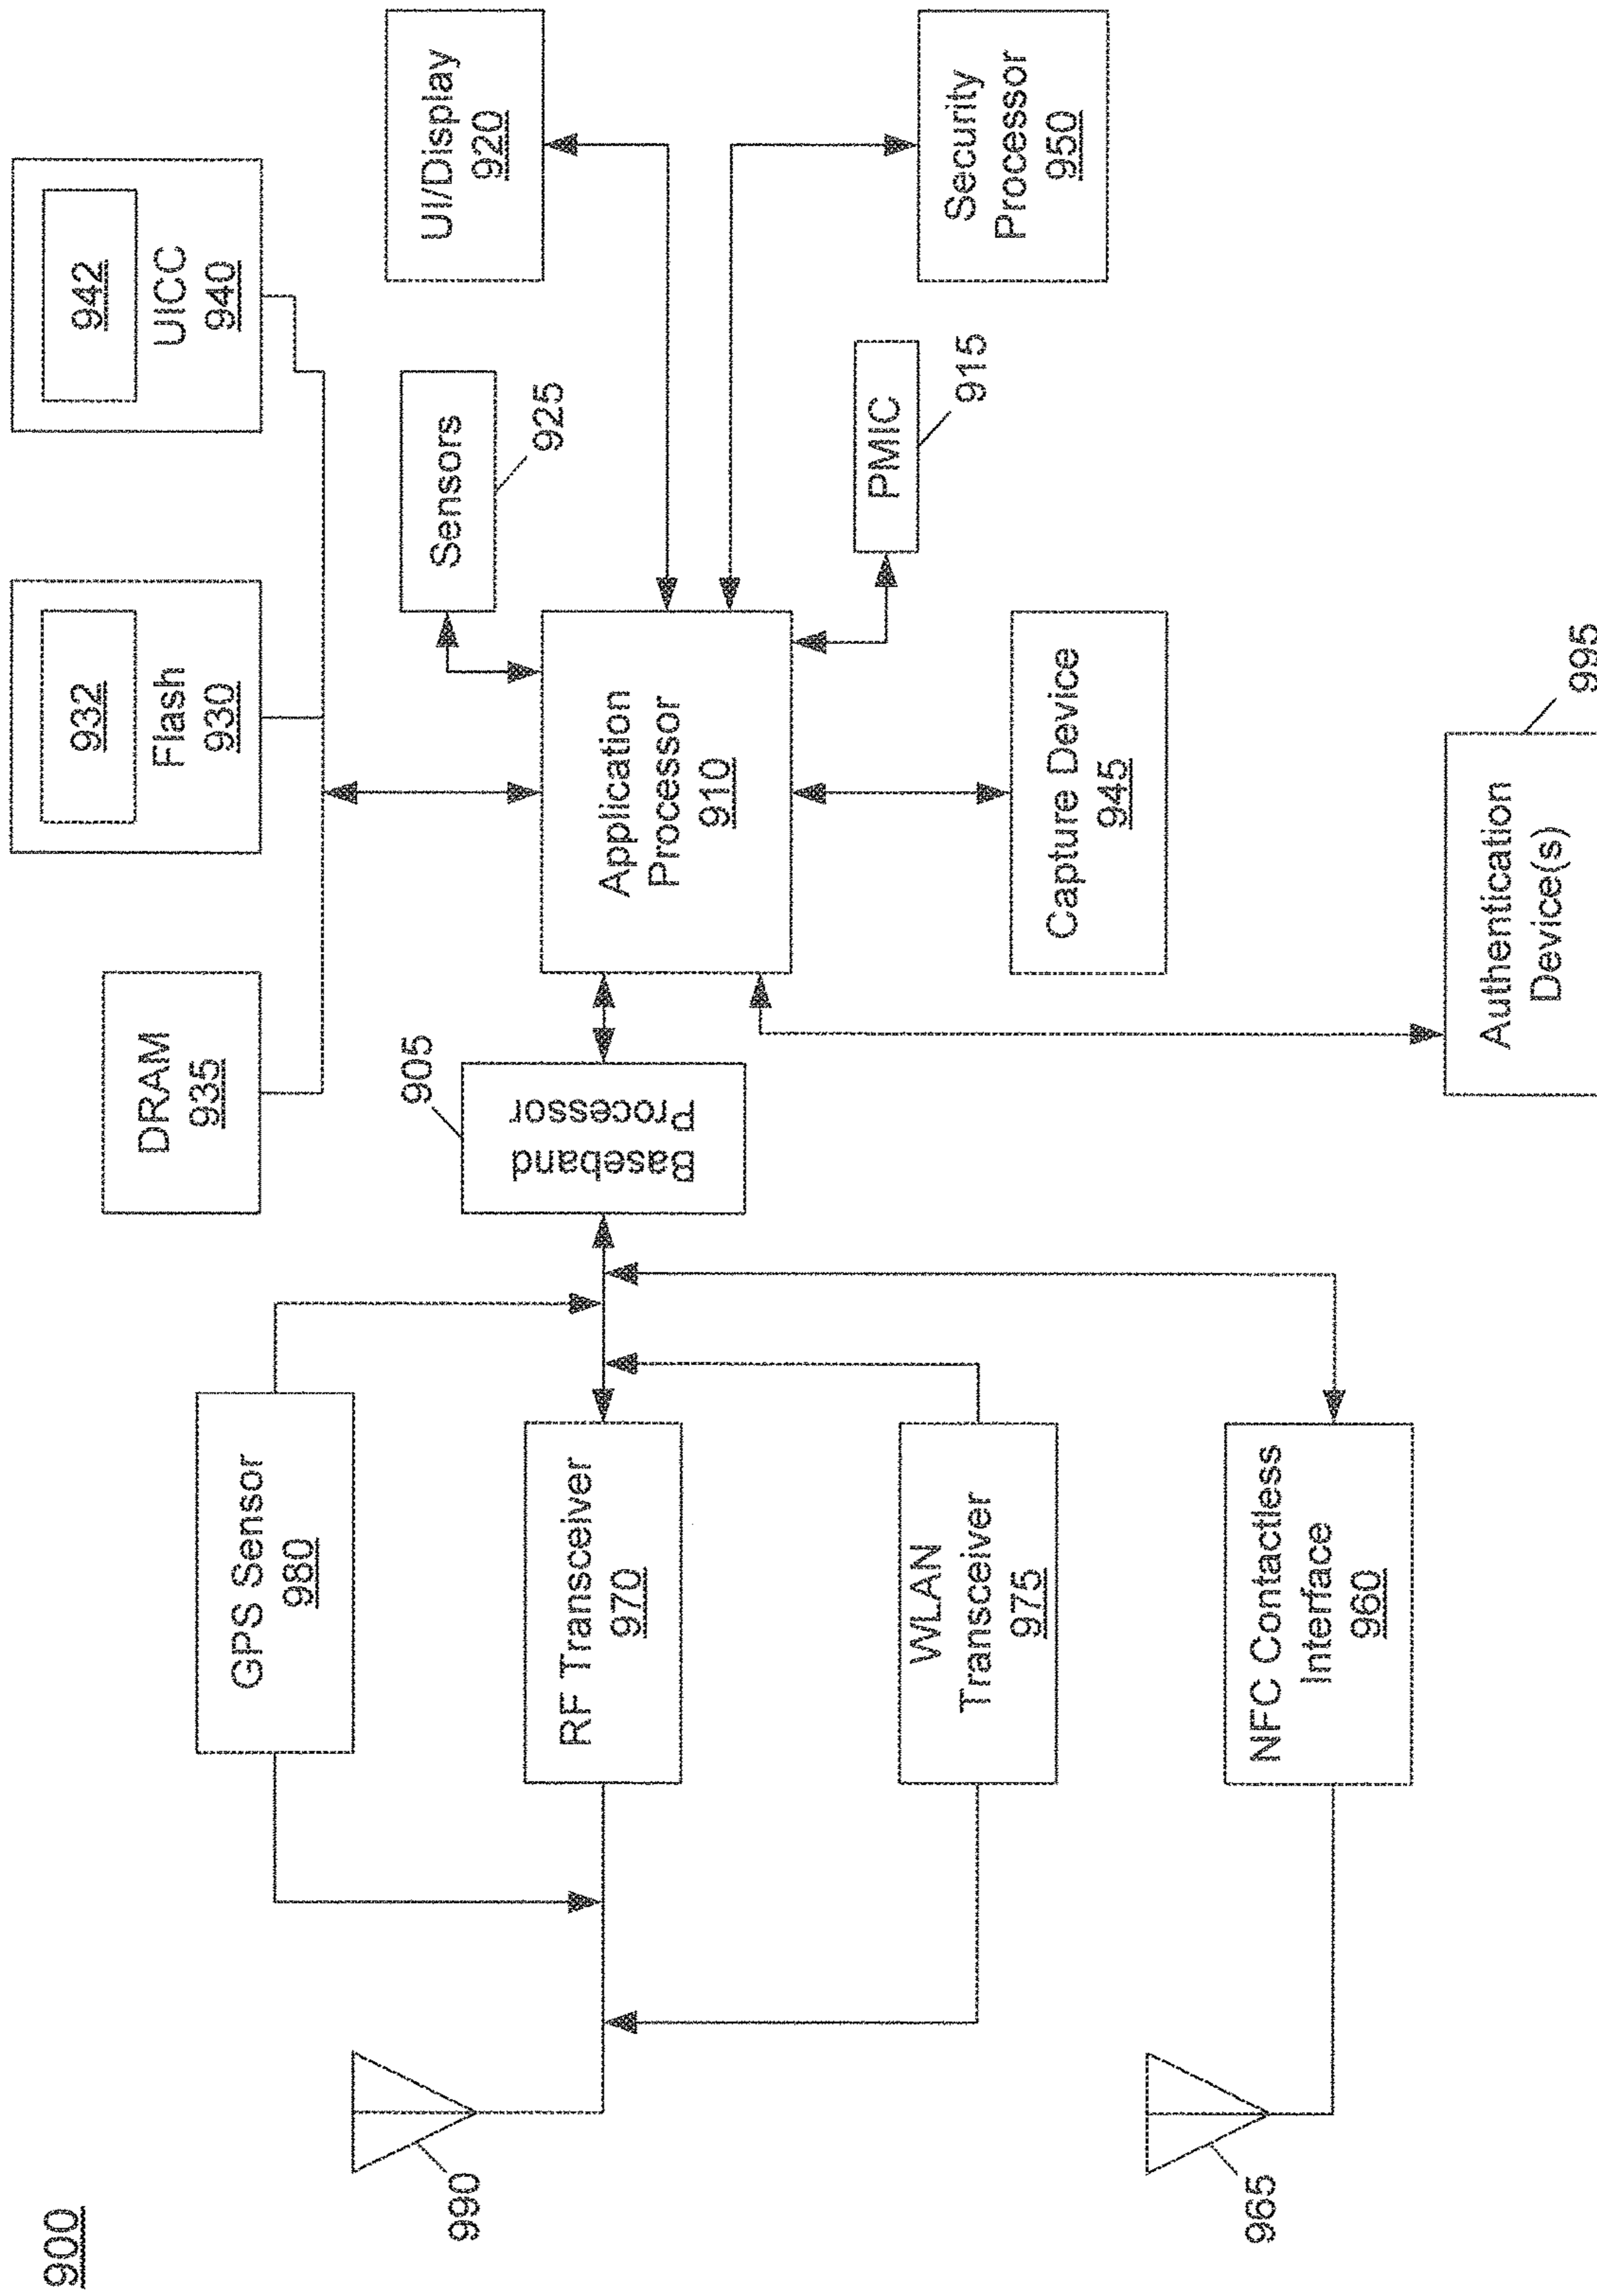 900
990
965
GPS Sensor
980
RF Transceiver
970
WLAN
Transceiver
975
NFC Contactless
Interface
960
905
Baseband
Processor
DRAM
935
932
Flash
930
942
UICC
940
Application
Processor
910
Sensors
925
UI/Display
920
Security
Processor
950
PMIC
915
Capture Device
945
Authentication
Device(s)
995